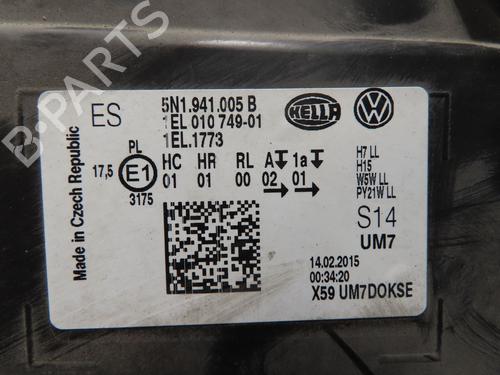 ES
5N1.941.005 B
1EL 010 749-01
1EL.1773
HELLA
Made in Czech Republic
17,5
PL
E1
3175
HC HR RL A 1a
01 01 00 02 01
H7 LL
H15
W5W LL
PY21W LL
S14
UM7
14.02.2015
00:34:20
X59 UM7DOKSE